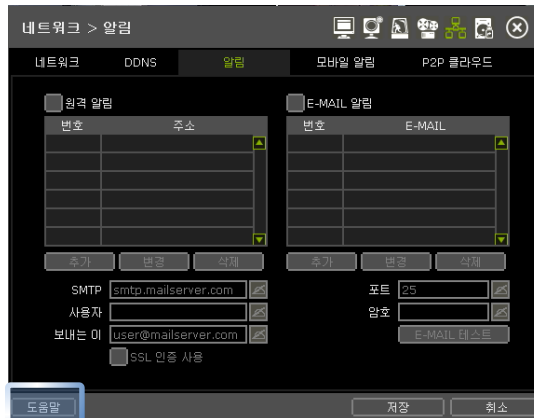 네트워크 > 알림
네트워크 DDNS 알림 모바일 알림 P2P 클라우드
원격 알림 E-MAIL 알림
번호 주소 번호 E-MAIL
추가 변경 삭제 추가 변경 삭제
SMTP smtp.mailserver.com 포트 25
사용자 암호
보내는 이 user@mailserver.com E-MAIL 테스트
SSL 인증 사용
도움말 저장 취소